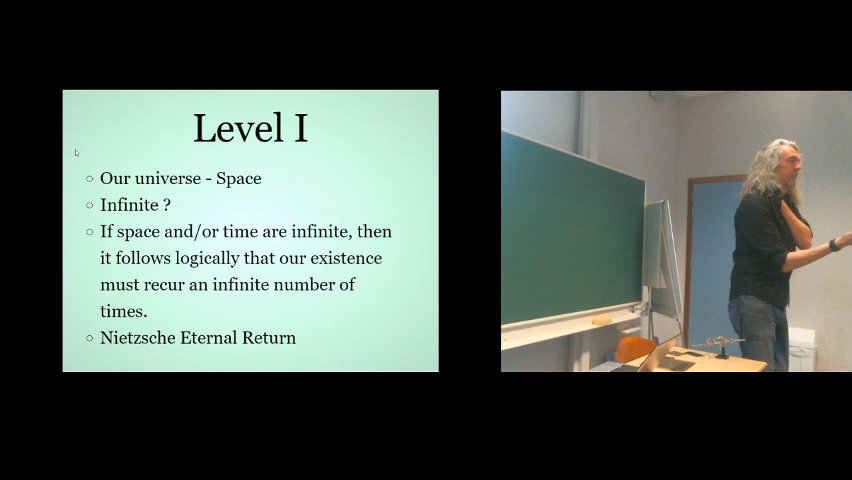 Level I
Our universe - Space
Infinite ?
If space and/or time are infinite, then
it follows logically that our existence
must recur an infinite number of
times.
Nietzsche Eternal Return